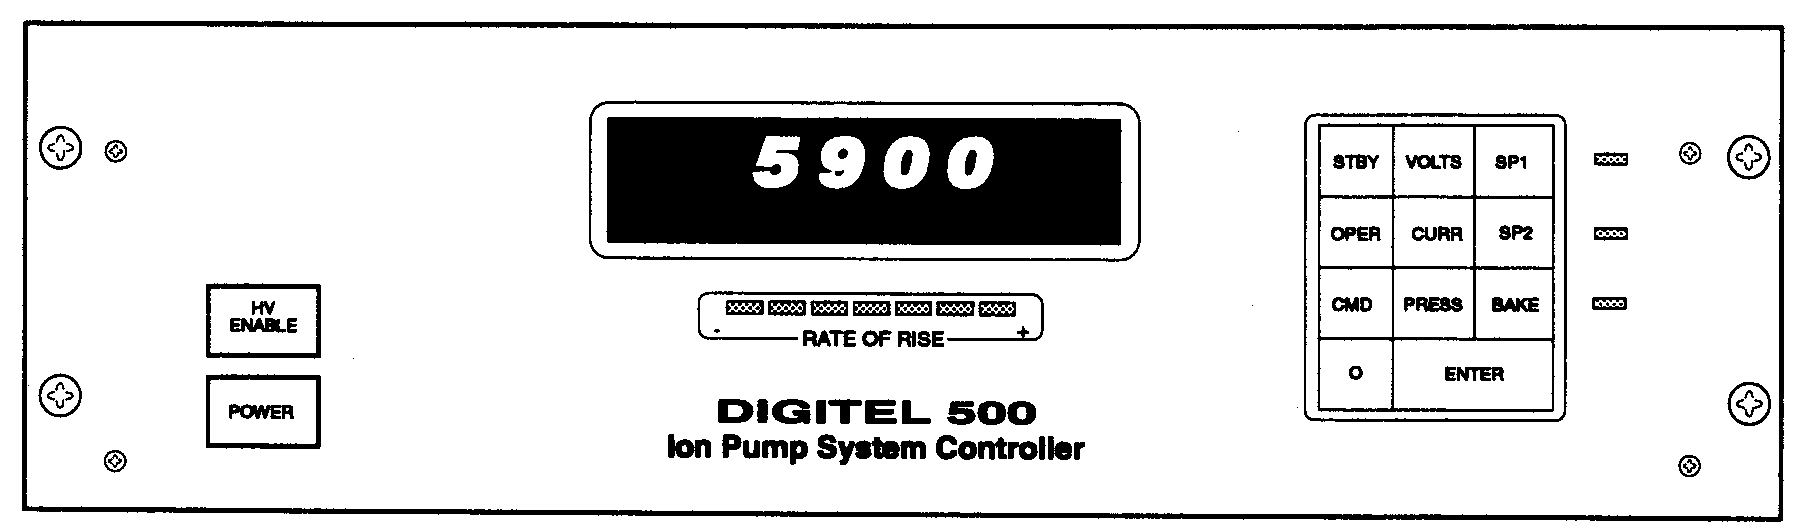 5900
STBY VOLTS SP1
OPER CURR SP2
CMD PRESS BAKE
O ENTER
HV
ENABLE
POWER
- +
RATE OF RISE
DIGITEL 500
Ion Pump System Controller